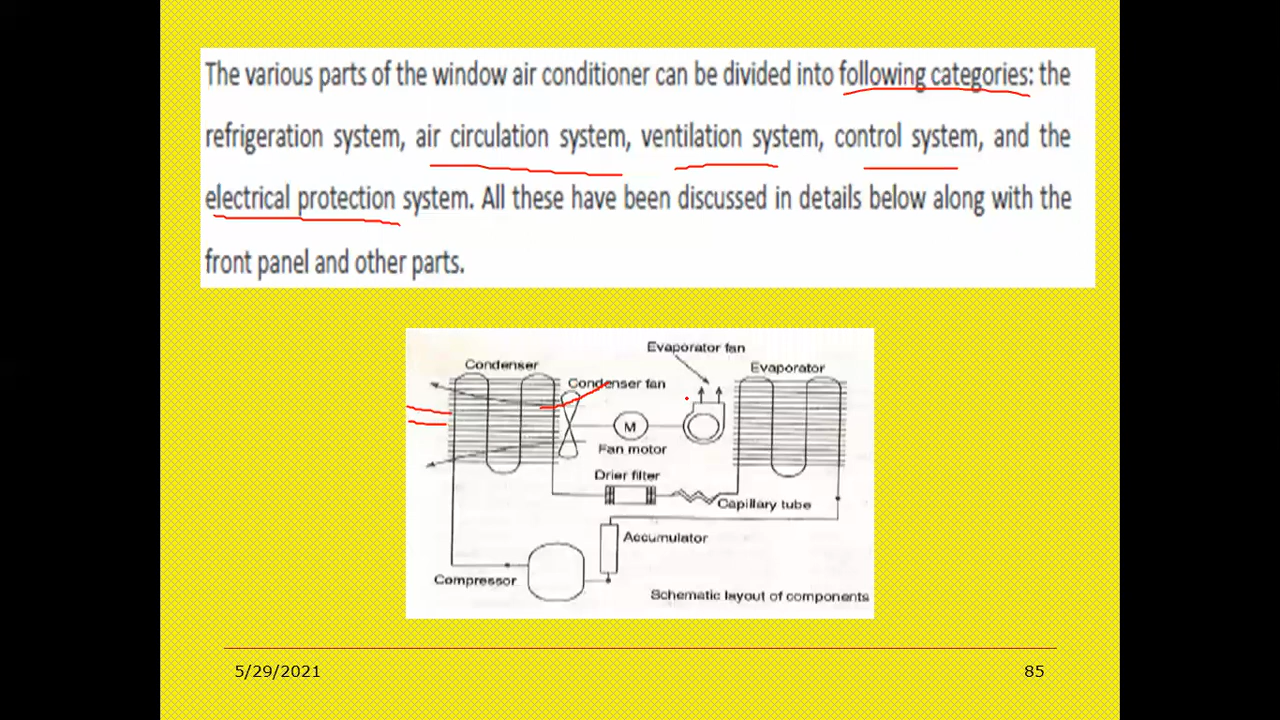 The various parts of the window air conditioner can be divided into following categories: the
refrigeration system, air circulation system, ventilation system, control system, and the
electrical protection system. All these have been discussed in details below along with the
front panel and other parts.
Evaporator fan
Condenser
Evaporator
Condenser fan
M
Fan motor
Drier filter
Capillary tube
Accumulator
Compressor
Schematic layout of components
5/29/2021
85